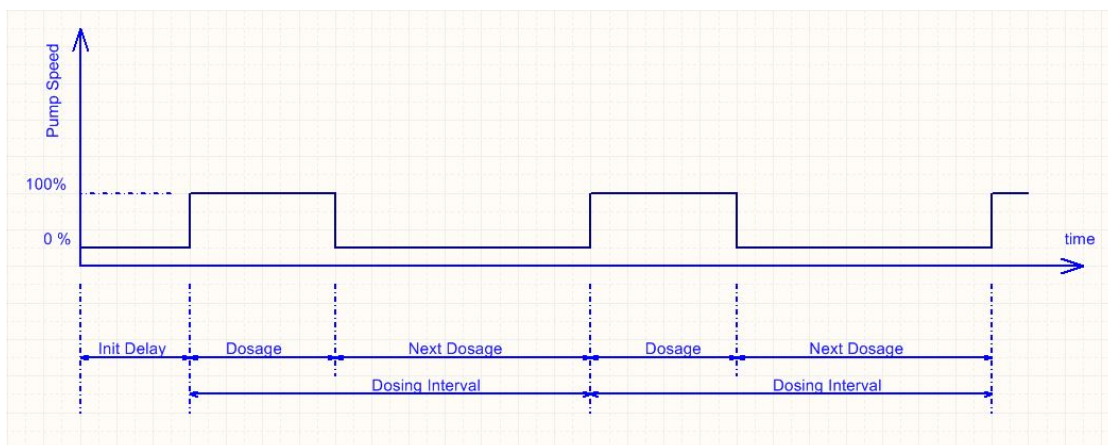 Pump Speed
100%
0 %
time
Init Delay
Dosage
Next Dosage
Dosage
Next Dosage
Dosing Interval
Dosing Interval